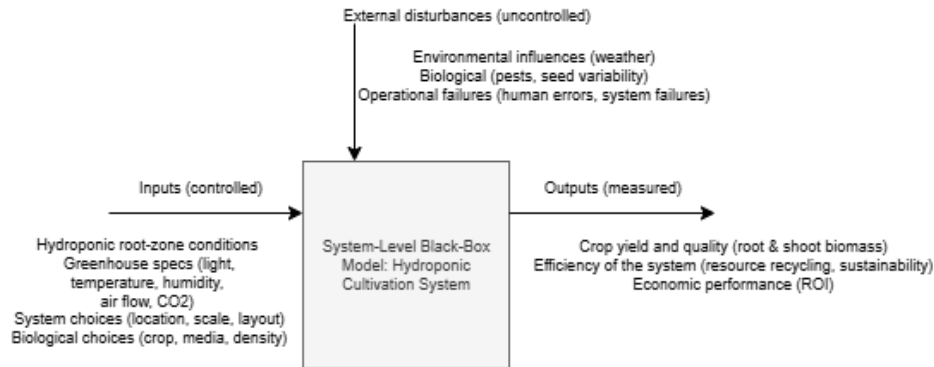 External disturbances (uncontrolled)
Environmental influences (weather)
Biological (pests, seed variability)
Operational failures (human errors, system failures)
Inputs (controlled)
Hydroponic root-zone conditions
Greenhouse specs (light,
temperature, humidity,
air flow, CO2)
System choices (location, scale, layout)
Biological choices (crop, media, density)
System-Level Black-Box
Model: Hydroponic
Cultivation System
Outputs (measured)
Crop yield and quality (root & shoot biomass)
Efficiency of the system (resource recycling, sustainability)
Economic performance (ROI)